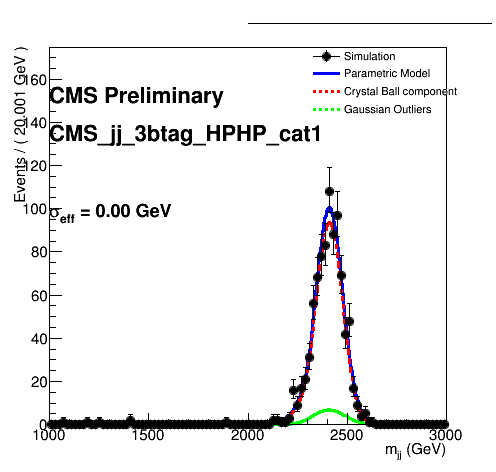 Simulation
Parametric Model
Crystal Ball component
Gaussian Outliers
CMS Preliminary
CMS_jj_3btag_HPHP_cat1
σeff = 0.00 GeV
Events / ( 20.001 GeV )
160
140
120
100
80
60
40
20
0
1000
1500
2000
2500
3000
mjj (GeV)